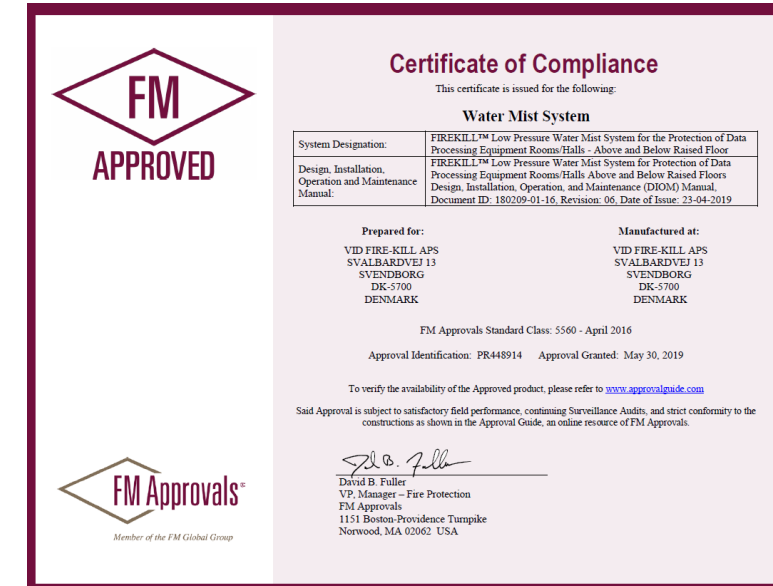 FM
APPROVED
Certificate of Compliance
This certificate is issued for the following:
Water Mist System
System Designation:
FIREKILL™ Low Pressure Water Mist System for the Protection of Data
Processing Equipment Rooms/Halls - Above and Below Raised Floor
Design, Installation,
Operation and Maintenance
Manual:
FIREKILL™ Low Pressure Water Mist System for Protection of Data
Processing Equipment Rooms/Halls Above and Below Raised Floors
Design, Installation, Operation, and Maintenance (DIOM) Manual,
Document ID: 180209-01-16, Revision: 06, Date of Issue: 23-04-2019
Prepared for:
VID FIRE-KILL APS
SVALBARDVEJ 13
SVENDBORG
DK-5700
DENMARK
Manufactured at:
VID FIRE-KILL APS
SVALBARDVEJ 13
SVENDBORG
DK-5700
DENMARK
FM Approvals Standard Class: 5560 - April 2016
Approval Identification: PR448914 Approval Granted: May 30, 2019
To verify the availability of the Approved product, please refer to www.approvalguide.com
Said Approval is subject to satisfactory field performance, continuing Surveillance Audits, and strict conformity to the
constructions as shown in the Approval Guide, an online resource of FM Approvals.
David B. Fuller
VP, Manager – Fire Protection
FM Approvals
1151 Boston-Providence Turnpike
Norwood, MA 02062 USA
FM Approvals®
Member of the FM Global Group